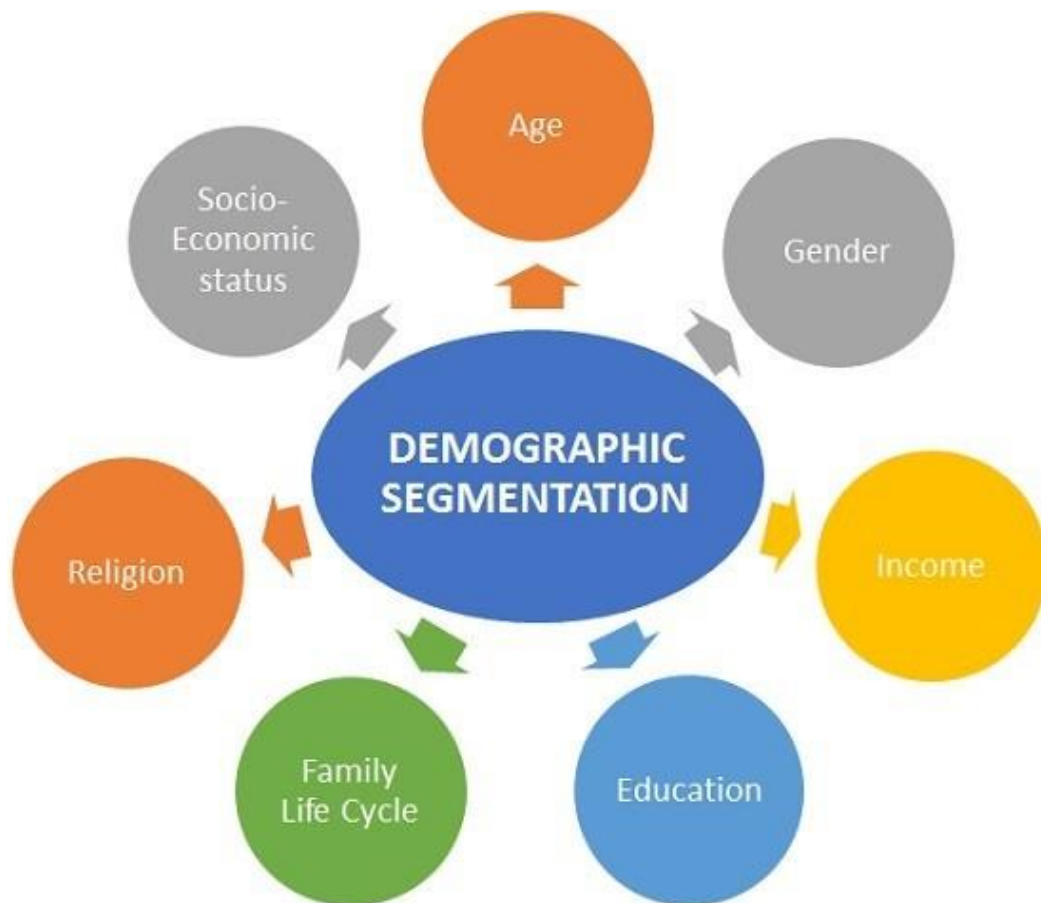 Age
Socio-
Economic
status
Gender
DEMOGRAPHIC
SEGMENTATION
Religion
Income
Family
Life Cycle
Education